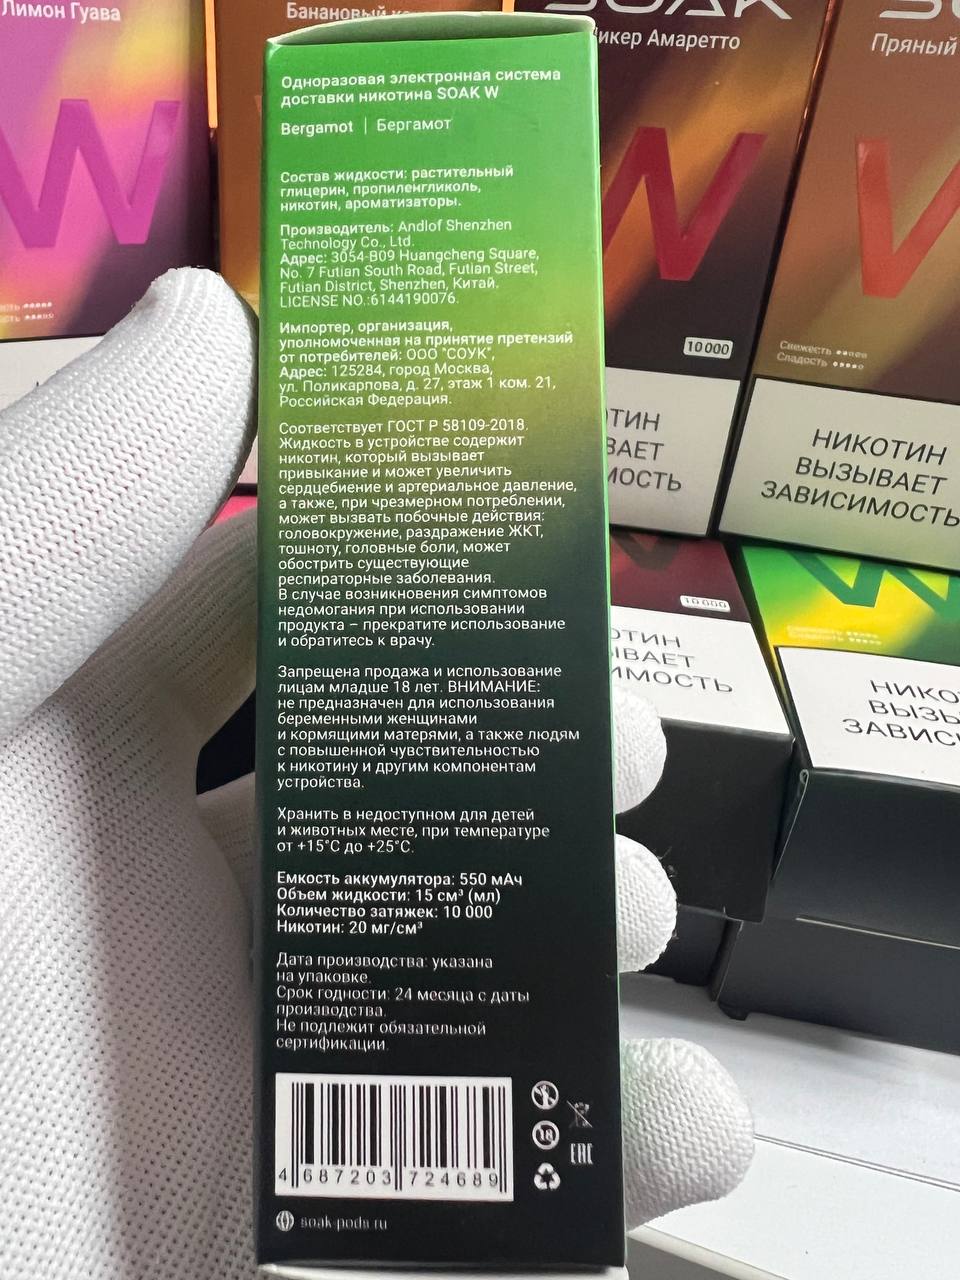 Лимон Гуава
Банановый
SOAK
Ликер Амаретто
Пряный
W
W
W
10 000
Свежесть
Сладость
НИКОТИН
ВЫЗЫВАЕТ
ЗАВИСИМОСТЬ
10 000
W
Одноразовая электронная система
доставки никотина SOAK W
Bergamot | Бергамот
Состав жидкости: растительный
глицерин, пропиленгликоль,
никотин, ароматизаторы.
Производитель: Andlof Shenzhen
Technology Co., Ltd.
Адрес: 3054-B09 Huangcheng Square,
No. 7 Futian South Road, Futian Street,
Futian District, Shenzhen, Китай.
LICENSE NO.:6144190076.
Импортер, организация,
уполномоченная на принятие претензий
от потребителей: ООО "СОУК",
Адрес: 125284, город Москва,
ул. Поликарпова, д. 27, этаж 1 ком. 21,
Российская Федерация.
Соответствует ГОСТ Р 58109-2018.
Жидкость в устройстве содержит
никотин, который вызывает
привыкание и может увеличить
сердцебиение и артериальное давление,
а также, при чрезмерном потреблении,
может вызвать побочные действия:
головокружение, раздражение ЖКТ,
тошноту, головные боли, может
обострить существующие
респираторные заболевания.
В случае возникновения симптомов
недомогания при использовании
продукта – прекратите использование
и обратитесь к врачу.
Запрещена продажа и использование
лицам младше 18 лет. ВНИМАНИЕ:
не предназначен для использования
беременными женщинами
и кормящими матерями, а также людям
с повышенной чувствительностью
к никотину и другим компонентам
устройства.
Хранить в недоступном для детей
и животных месте, при температуре
от +15°C до +25°C.
Емкость аккумулятора: 550 мАч
Объем жидкости: 15 см³ (мл)
Количество затяжек: 10 000
Никотин: 20 мг/см³
Дата производства: указана
на упаковке.
Срок годности: 24 месяца с даты
производства.
Не подлежит обязательной
сертификации.
4 687203 724689
18
EAC
soak-pods.ru